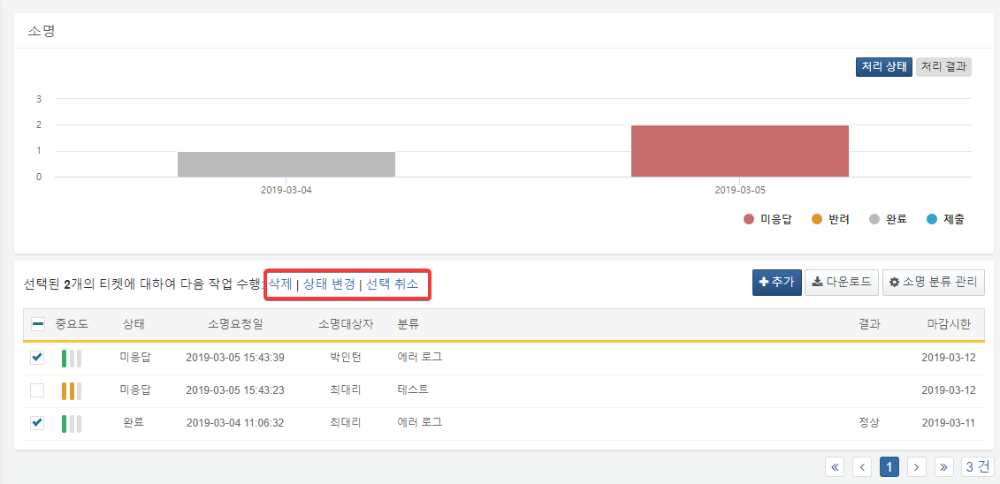 소명
처리 상태 처리 결과
3
2
1
0
2019-03-04 2019-03-05
미응답 반려 완료 제출
선택된 2개의 티켓에 대하여 다음 작업 수행: 삭제 | 상태 변경 | 선택 취소 추가 다운로드 소명 분류 관리
중요도 상태 소명요청일 소명대상자 분류 결과 마감시한
미응답 2019-03-05 15:43:39 박인턴 에러 로그 2019-03-12
미응답 2019-03-05 15:43:23 최대리 테스트 2019-03-12
완료 2019-03-04 11:06:32 최대리 에러 로그 정상 2019-03-11
« ‹ 1 › » 3 건